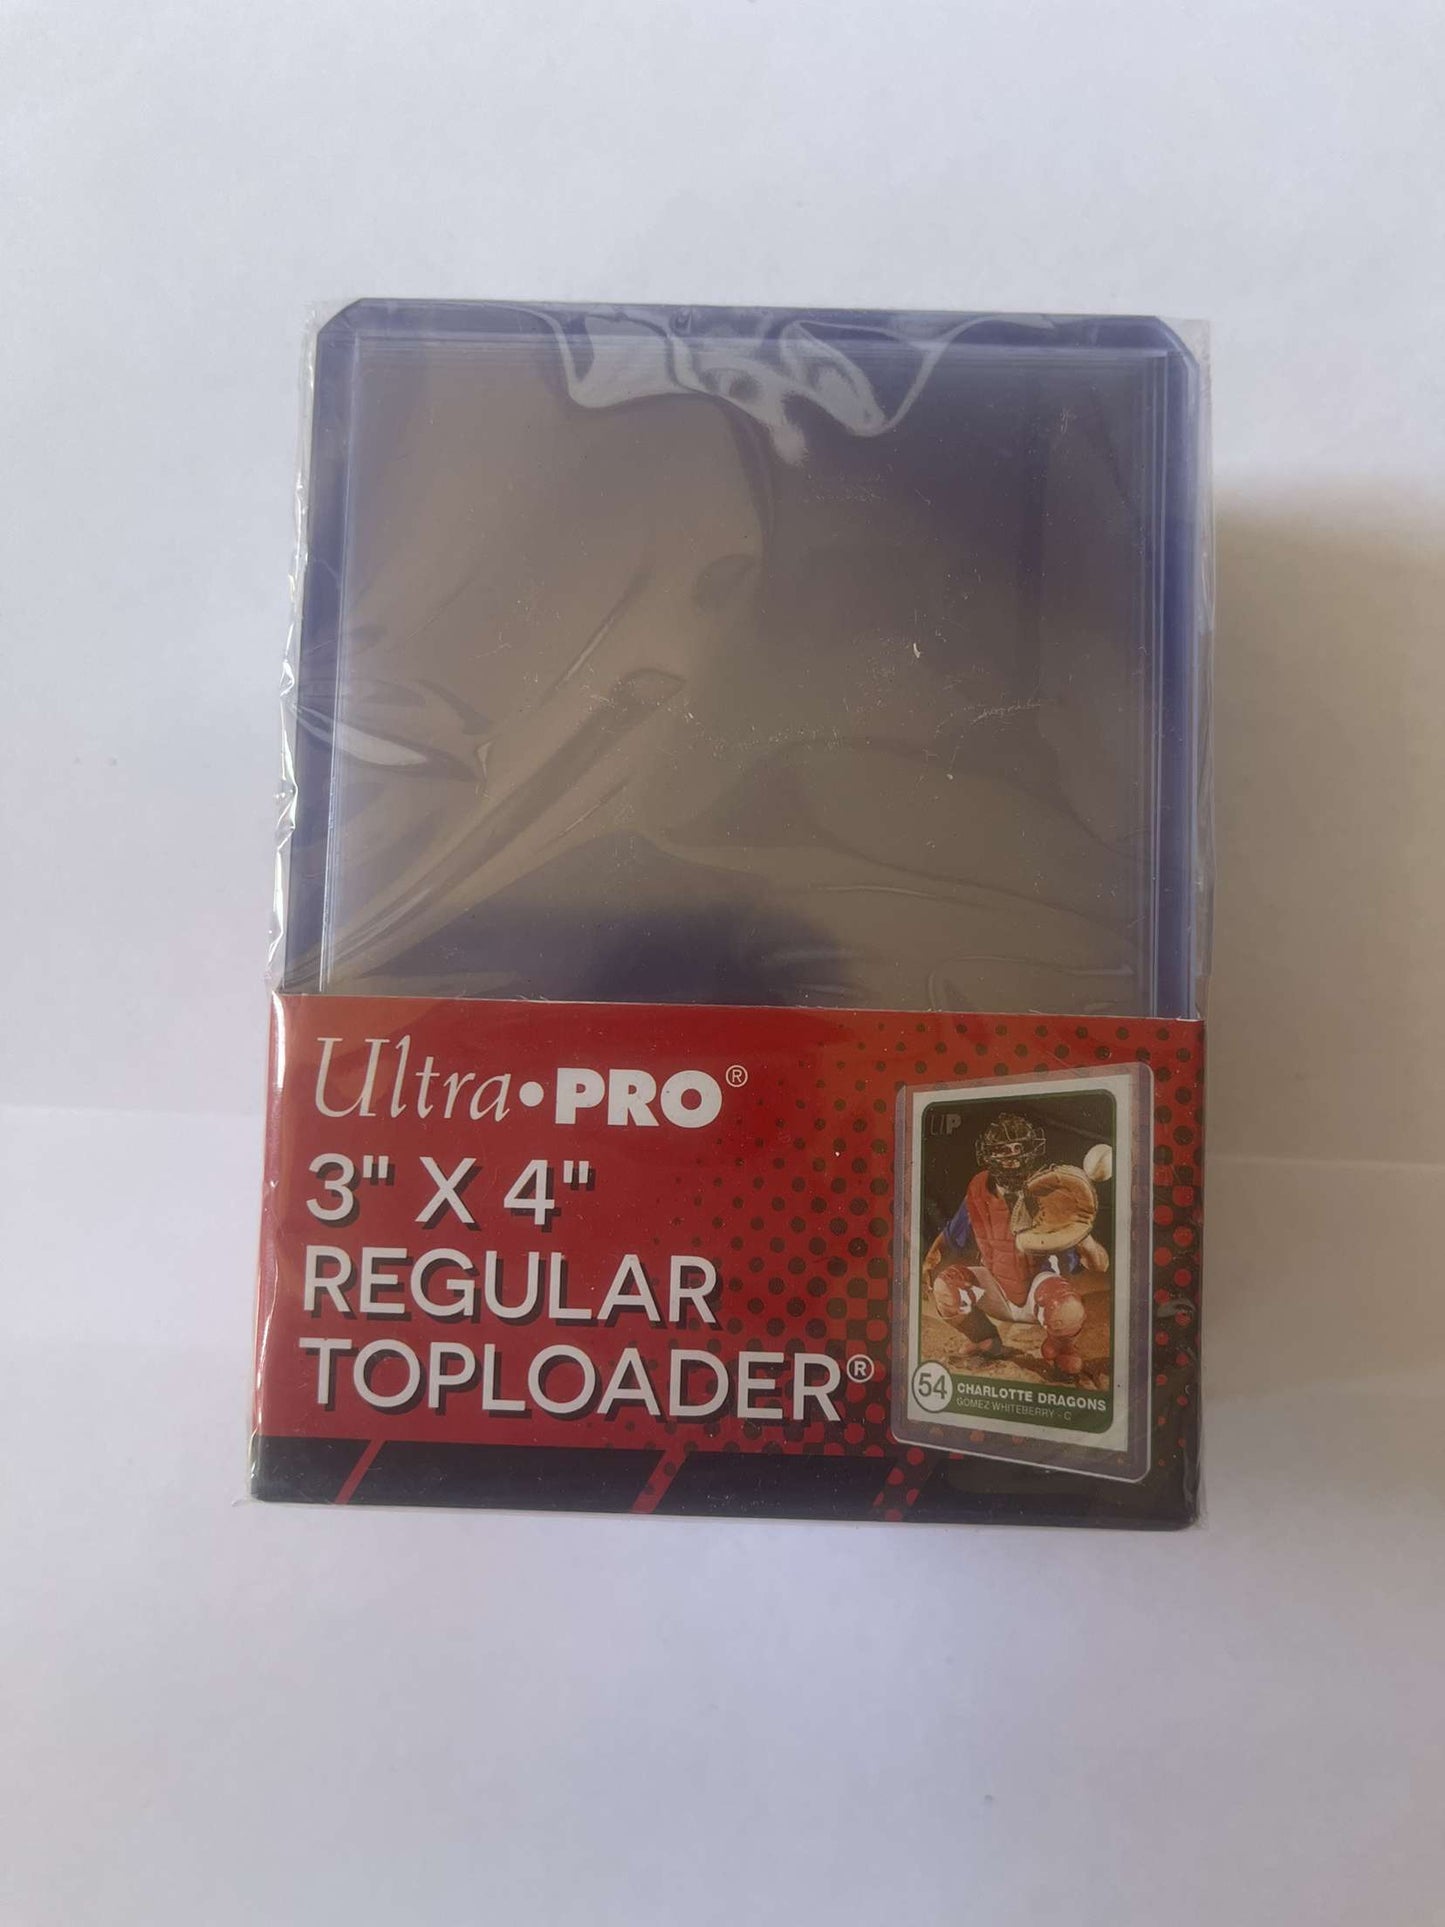 Ultra•PRO®
3" X 4"
REGULAR
TOPLOADER®
UP
54
CHARLOTTE DRAGONS
GOMEZ WHITEBERRY - C